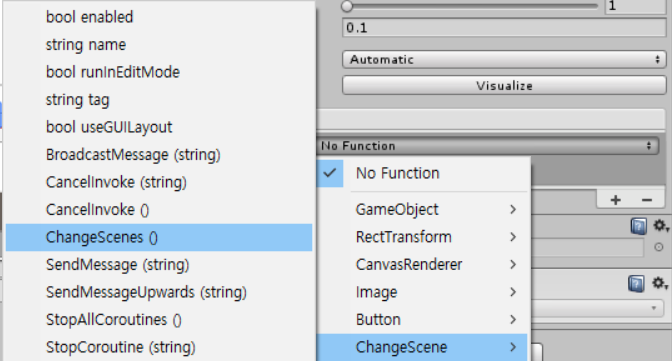 bool enabled
string name
bool runInEditMode
string tag
bool useGUILayout
BroadcastMessage (string)
CancelInvoke (string)
CancelInvoke ()
ChangeScenes ()
SendMessage (string)
SendMessageUpwards (string)
StopAllCoroutines ()
StopCoroutine (string)
1
0.1
Automatic
Visualize
No Function
No Function
GameObject
RectTransform
CanvasRenderer
Image
Button
ChangeScene